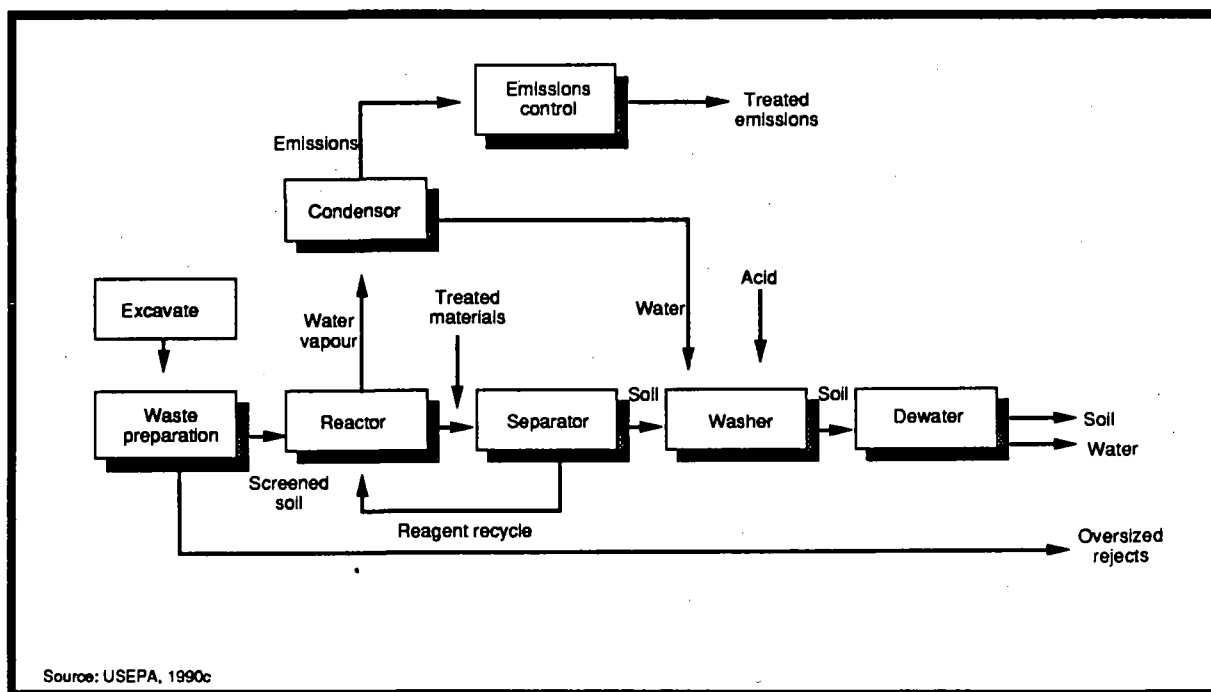 Emissions
control
Treated
emissions
Emissions
Condensor
Acid
Excavate
Water
vapour
Treated
materials
Water
Waste
preparation
Reactor
Separator
Soil
Washer
Soil
Dewater
Soil
Water
Screened
soil
Reagent recycle
Oversized
rejects
Source: USEPA, 1990c